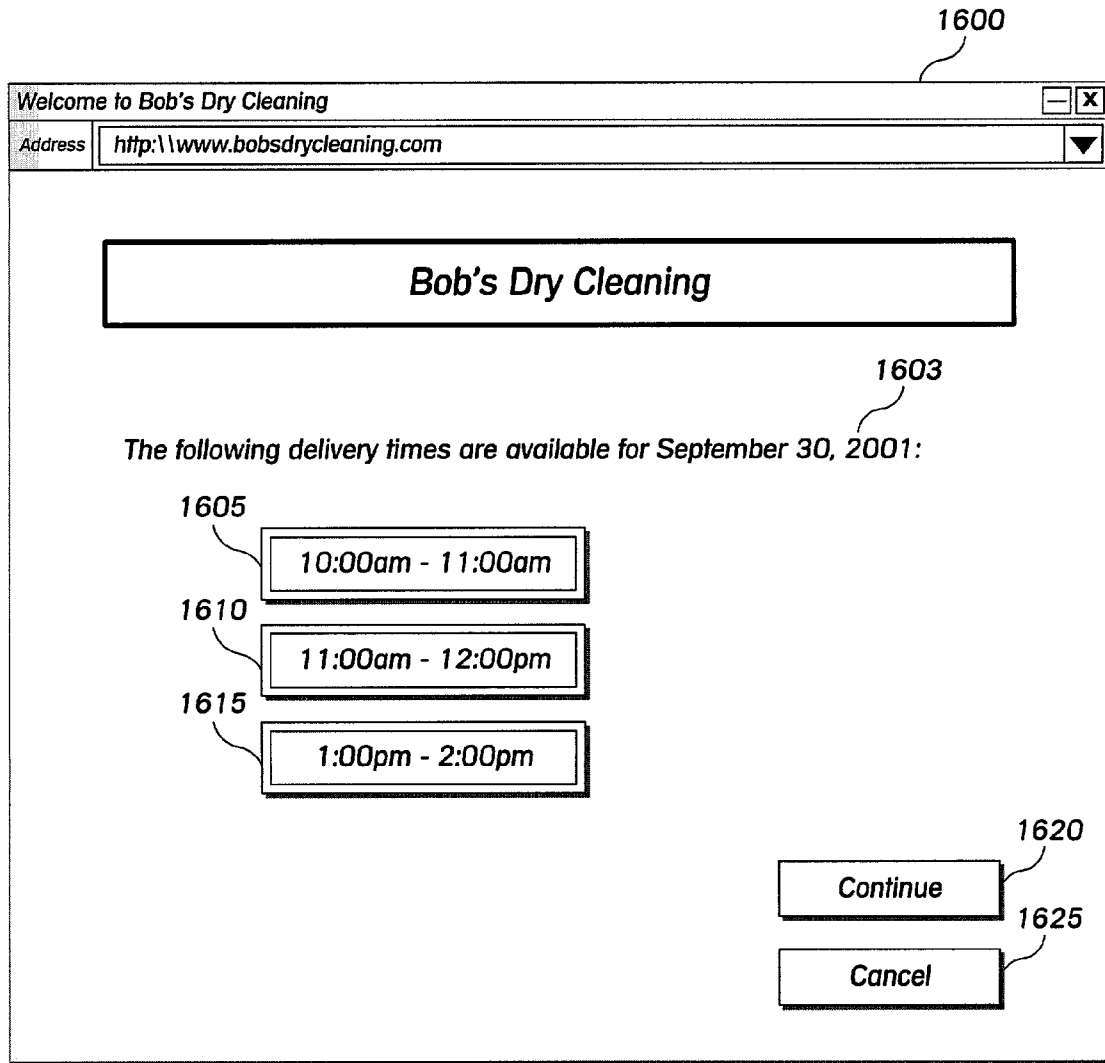 1600
Welcome to Bob's Dry Cleaning
Address http:\\www.bobsdrycleaning.com
Bob's Dry Cleaning
1603
The following delivery times are available for September 30, 2001:
1605
10:00am - 11:00am
1610
11:00am - 12:00pm
1615
1:00pm - 2:00pm
1620
Continue
1625
Cancel